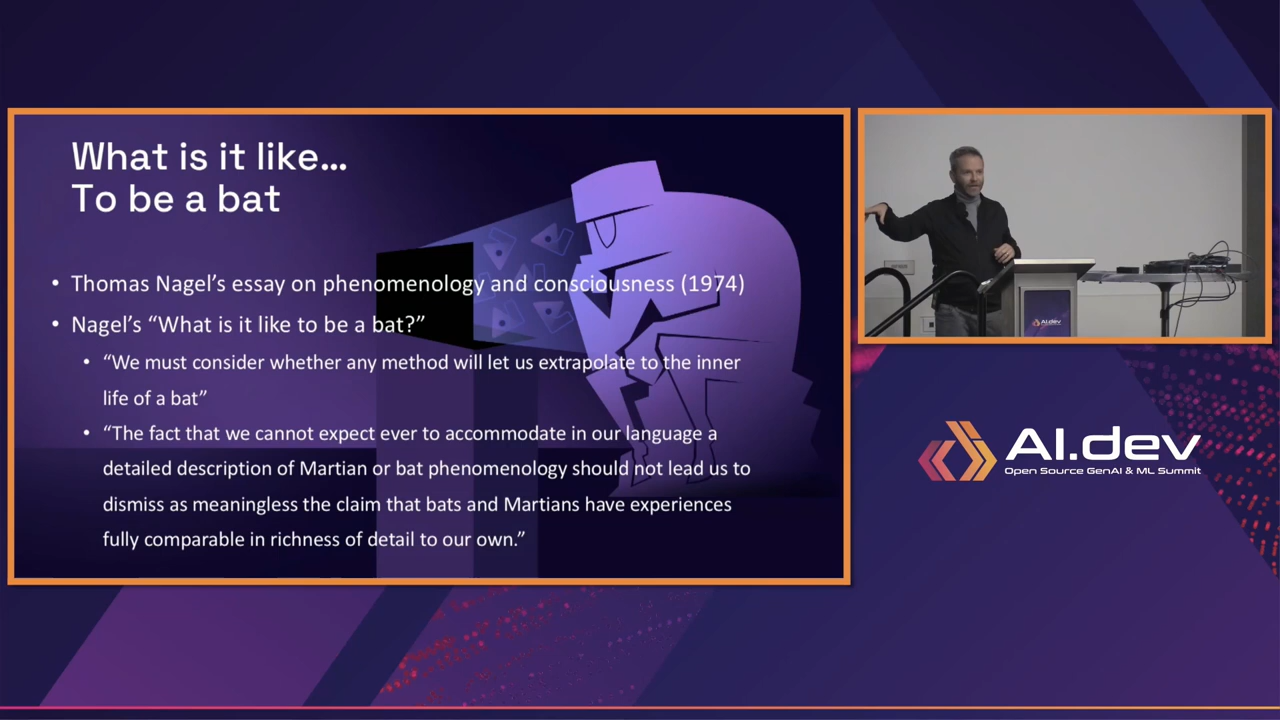 What is it like...
To be a bat
• Thomas Nagel’s essay on phenomenology and consciousness (1974)
• Nagel’s “What is it like to be a bat?”
• “We must consider whether any method will let us extrapolate to the inner
life of a bat”
• “The fact that we cannot expect ever to accommodate in our language a
detailed description of Martian or bat phenomenology should not lead us to
dismiss as meaningless the claim that bats and Martians have experiences
fully comparable in richness of detail to our own.”
AI.dev
AI.dev
Open Source GenAI & ML Summit